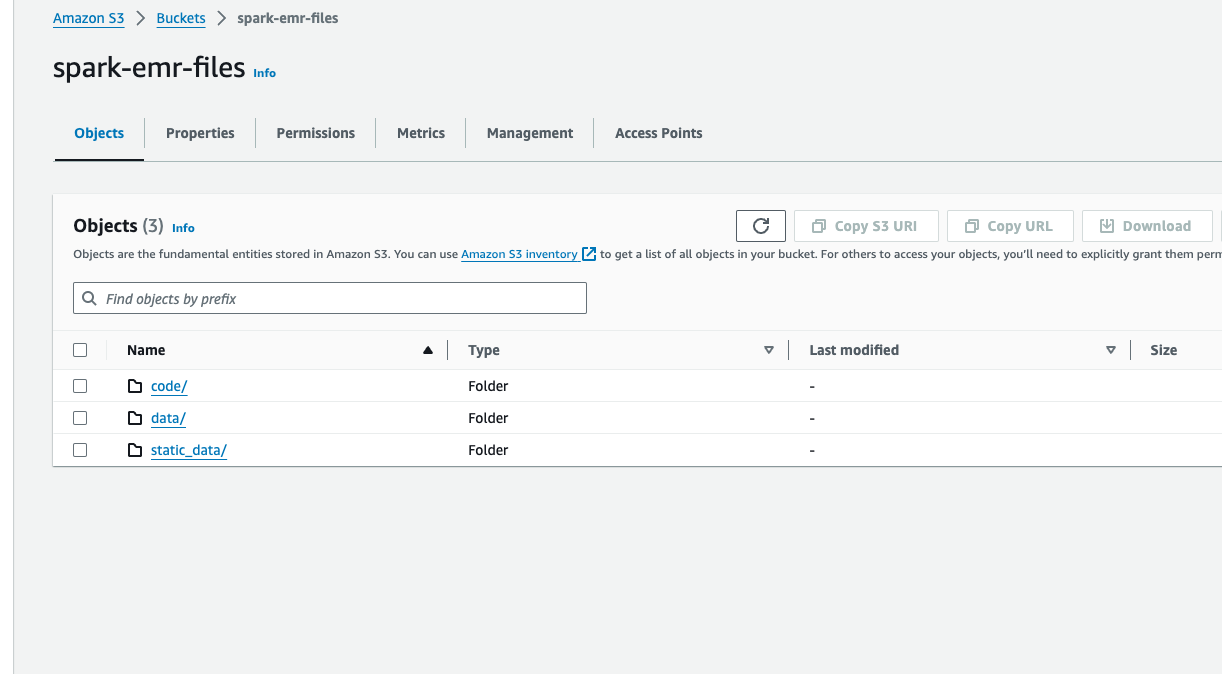 Amazon S3 > Buckets > spark-emr-files
spark-emr-files Info
Objects Properties Permissions Metrics Management Access Points
Objects (3) Info
Copy S3 URI Copy URL Download
Objects are the fundamental entities stored in Amazon S3. You can use Amazon S3 inventory to get a list of all objects in your bucket. For others to access your objects, you'll need to explicitly grant them perm
Find objects by prefix
Name Type Last modified Size
code/ Folder -
data/ Folder -
static_data/ Folder -